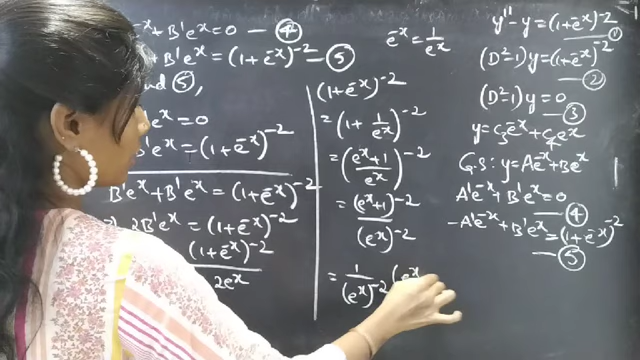 e⁻ˣ + B'eˣ = 0 — ④
+ B'eˣ = (1+e⁻ˣ)⁻² — ⑤
⑤,
eˣ = 0
B'eˣ = (1+e⁻ˣ)⁻²
B'eˣ + B'eˣ = (1+e⁻ˣ)⁻²
2B'eˣ = (1+e⁻ˣ)⁻²
(1+e⁻ˣ)⁻²
2eˣ
e⁻ˣ = 1/eˣ
(1+e⁻ˣ)⁻²
= (1 + 1/eˣ)⁻²
= ((eˣ+1)/eˣ)⁻²
= (eˣ+1)⁻²
(eˣ)⁻²
= 1/(eˣ)⁻² (eˣ
y'' - y = (1+e⁻ˣ)⁻² ①
(D²-1)y = (1+e⁻ˣ)⁻²
②
(D²-1)y = 0
③
y = C₃e⁻ˣ + C₄eˣ
G.S: y = Ae⁻ˣ + Beˣ
A'e⁻ˣ + B'eˣ = 0
④
-A'e⁻ˣ + B'eˣ = (1+e⁻ˣ)⁻²
⑤